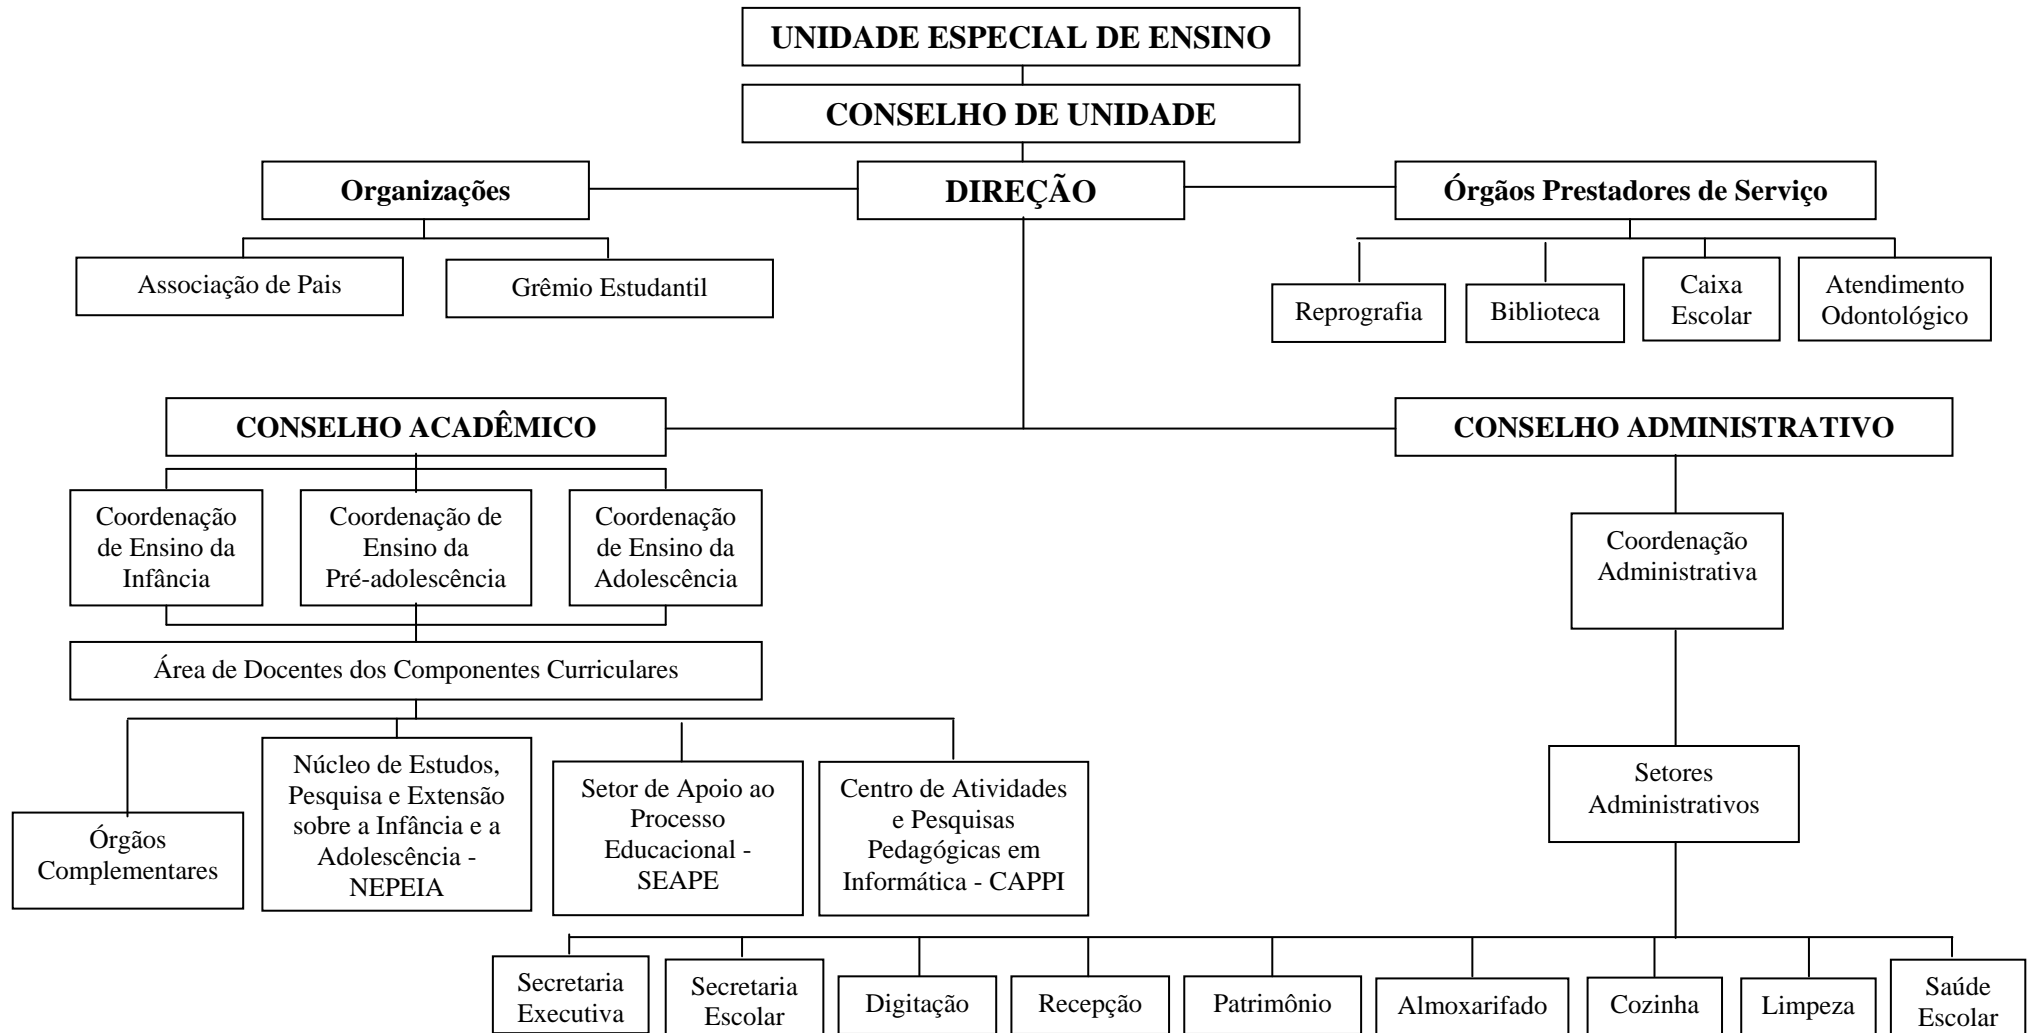 UNIDADE ESPECIAL DE ENSINO
CONSELHO DE UNIDADE
Organizações
DIREÇÃO
Órgãos Prestadores de Serviço
Associação de Pais
Grêmio Estudantil
Reprografia
Biblioteca
Caixa
Escolar
Atendimento
Odontológico
CONSELHO ACADÊMICO
CONSELHO ADMINISTRATIVO
Coordenação
de Ensino da
Infância
Coordenação de
Ensino da
Pré-adolescência
Coordenação
de Ensino da
Adolescência
Coordenação
Administrativa
Área de Docentes dos Componentes Curriculares
Órgãos
Complementares
Núcleo de Estudos,
Pesquisa e Extensão
sobre a Infância e a
Adolescência -
NEPEIA
Setor de Apoio ao
Processo
Educacional -
SEAPE
Centro de Atividades
e Pesquisas
Pedagógicas em
Informática - CAPPI
Setores
Administrativos
Secretaria
Executiva
Secretaria
Escolar
Digitação
Recepção
Patrimônio
Almoxarifado
Cozinha
Limpeza
Saúde
Escolar